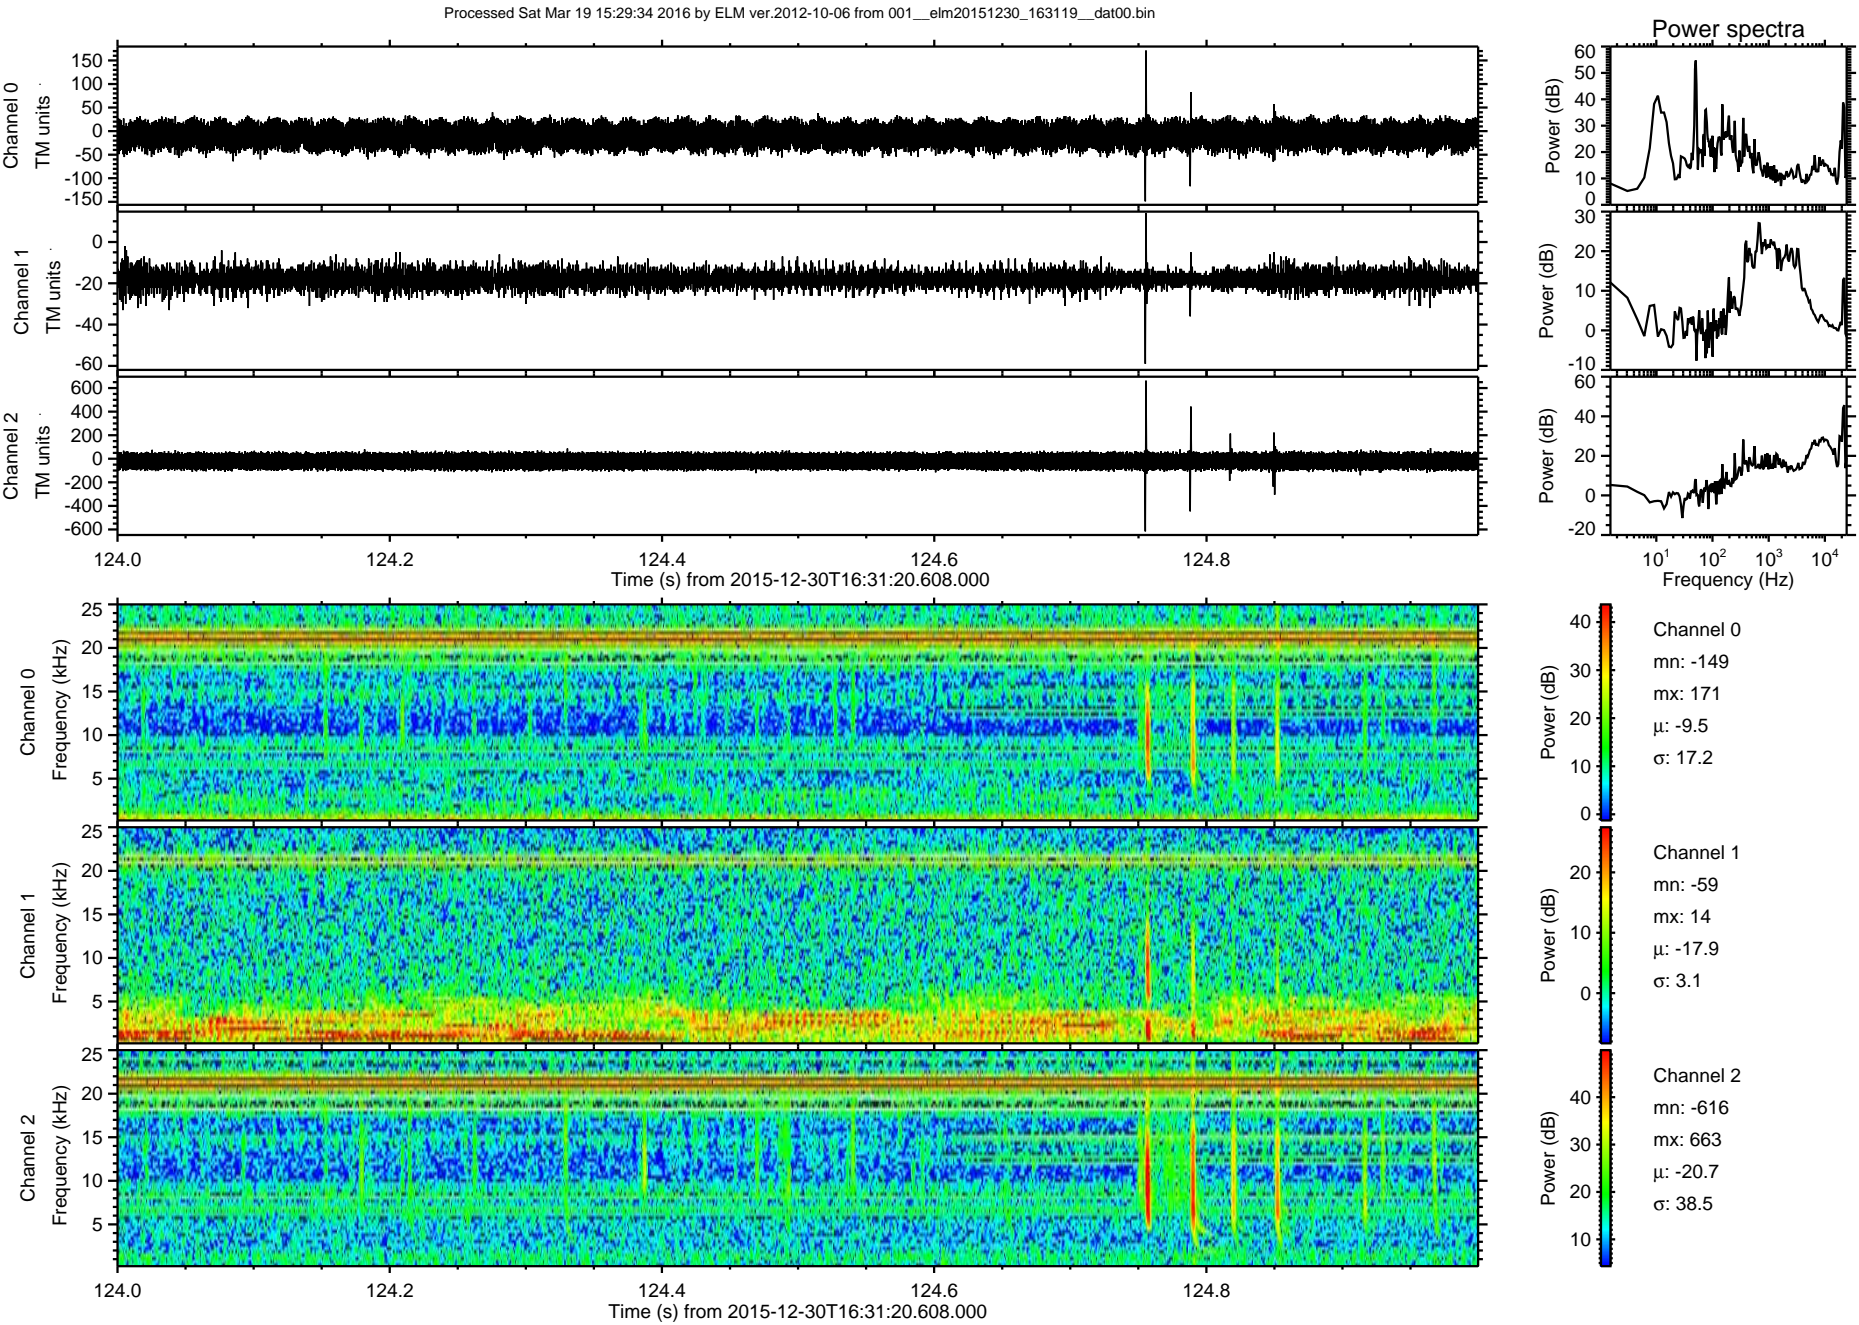 Processed Sat Mar 19 15:29:34 2016 by ELM ver.2012-10-06 from 001__elm20151230_163119__dat00.bin
Power spectra
Channel 0
TM units
150
100
50
0
-50
-100
-150
Power (dB)
60
50
40
30
20
10
0
Channel 1
TM units
0
-20
-40
-60
Power (dB)
30
20
10
0
-10
Channel 2
TM units
600
400
200
0
-200
-400
-600
Power (dB)
60
40
20
0
-20
124.0 124.2 124.4 124.6 124.8
Time (s) from 2015-12-30T16:31:20.608.000
10¹ 10² 10³ 10⁴
Frequency (Hz)
Channel 0
Frequency (kHz)
25
20
15
10
5
Power (dB)
40
30
20
10
0
Channel 0
mn: -149
mx: 171
μ: -9.5
σ: 17.2
Channel 1
Frequency (kHz)
25
20
15
10
5
Power (dB)
20
10
0
Channel 1
mn: -59
mx: 14
μ: -17.9
σ: 3.1
Channel 2
Frequency (kHz)
25
20
15
10
5
Power (dB)
40
30
20
10
Channel 2
mn: -616
mx: 663
μ: -20.7
σ: 38.5
124.0 124.2 124.4 124.6 124.8
Time (s) from 2015-12-30T16:31:20.608.000